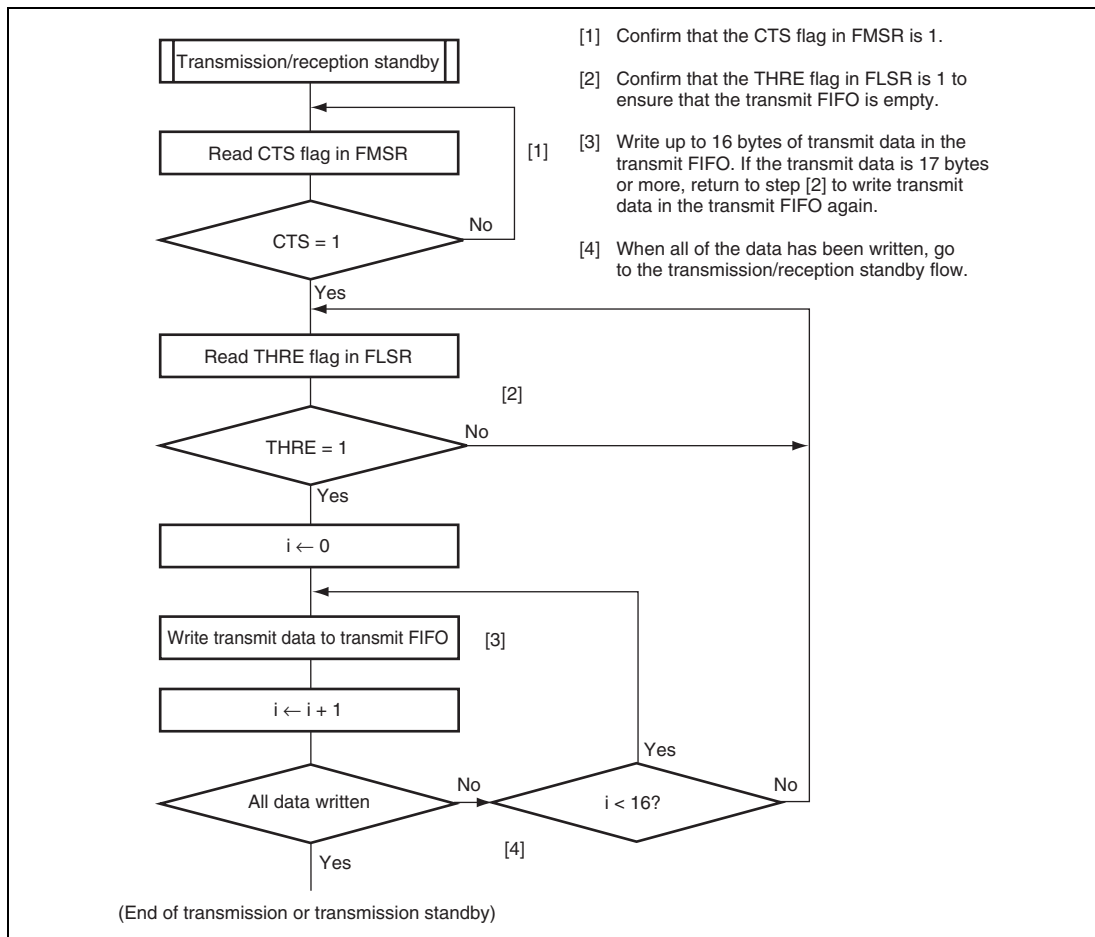 Transmission/reception standby
Read CTS flag in FMSR
[1]
CTS = 1
No
Yes
Read THRE flag in FLSR
[2]
THRE = 1
No
Yes
i ← 0
Write transmit data to transmit FIFO
[3]
i ← i + 1
Yes
All data written
No
i < 16?
No
[4]
Yes
(End of transmission or transmission standby)
[1] Confirm that the CTS flag in FMSR is 1.
[2] Confirm that the THRE flag in FLSR is 1 to
ensure that the transmit FIFO is empty.
[3] Write up to 16 bytes of transmit data in the
transmit FIFO. If the transmit data is 17 bytes
or more, return to step [2] to write transmit
data in the transmit FIFO again.
[4] When all of the data has been written, go
to the transmission/reception standby flow.